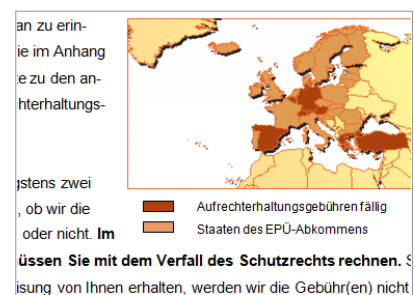 an zu erin-
ie im Anhang
te zu den an-
hterhaltungs-
gstens zwei
, ob wir die
oder nicht. Im
Aufrechterhaltungsgebühren fällig
Staaten des EPÜ-Abkommens
üssen Sie mit dem Verfall des Schutzrechts rechnen. S
isung von Ihnen erhalten, werden wir die Gebühr(en) nicht